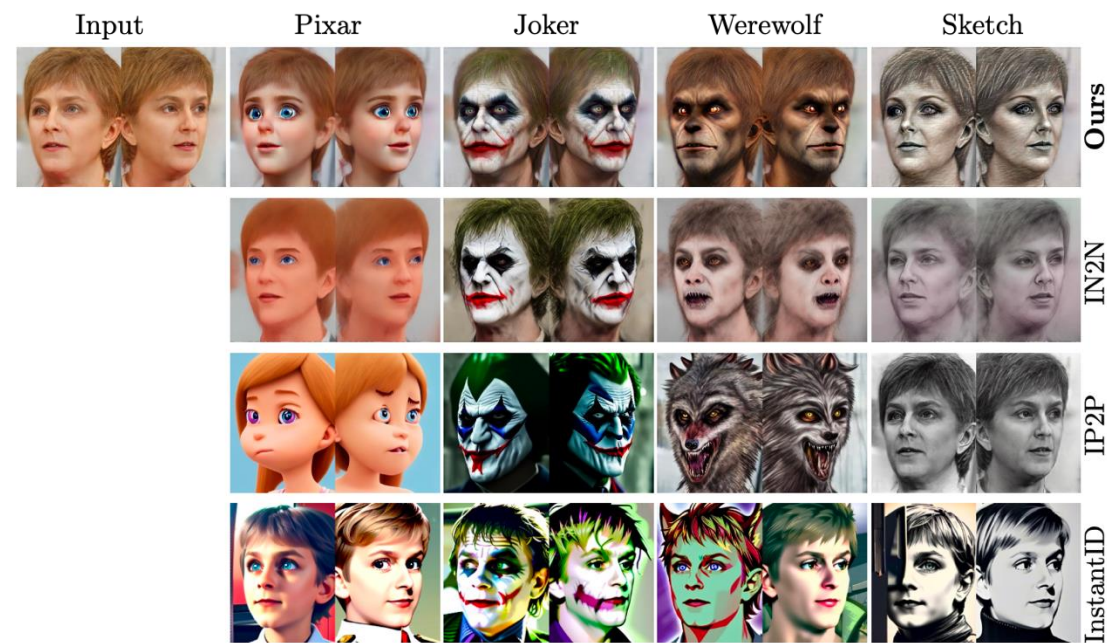 Input Pixar Joker Werewolf Sketch
Ours
IN2N
IP2P
InstantID